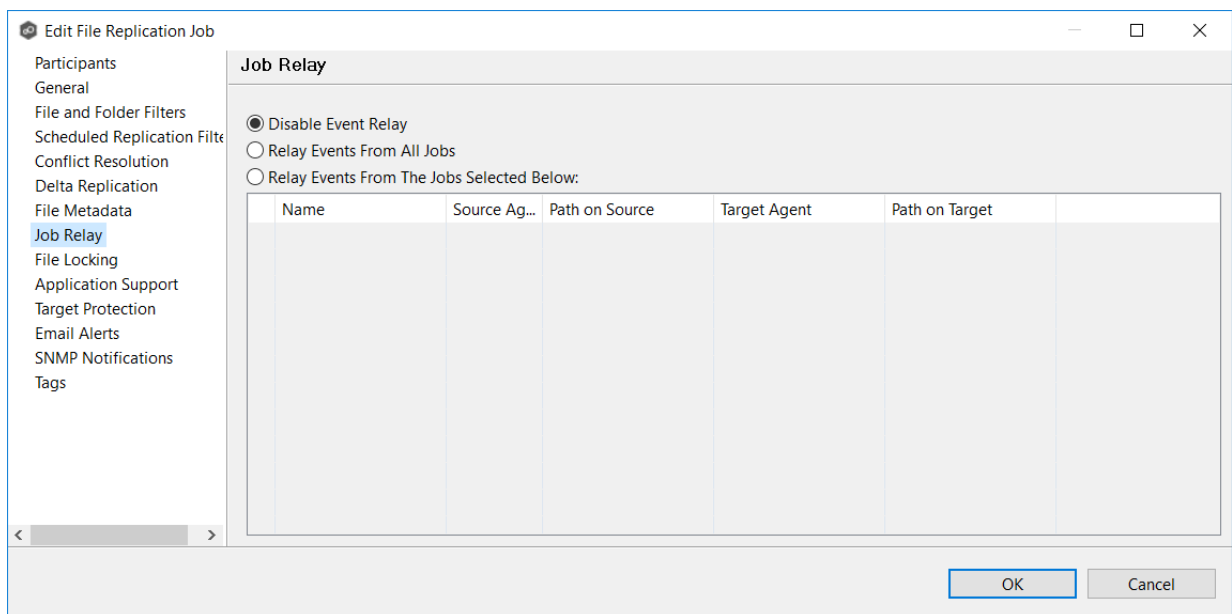 Edit File Replication Job
Participants
General
File and Folder Filters
Scheduled Replication Filte
Conflict Resolution
Delta Replication
File Metadata
Job Relay
File Locking
Application Support
Target Protection
Email Alerts
SNMP Notifications
Tags
Job Relay
Disable Event Relay
Relay Events From All Jobs
Relay Events From The Jobs Selected Below:
Name Source Ag... Path on Source Target Agent Path on Target
OK Cancel